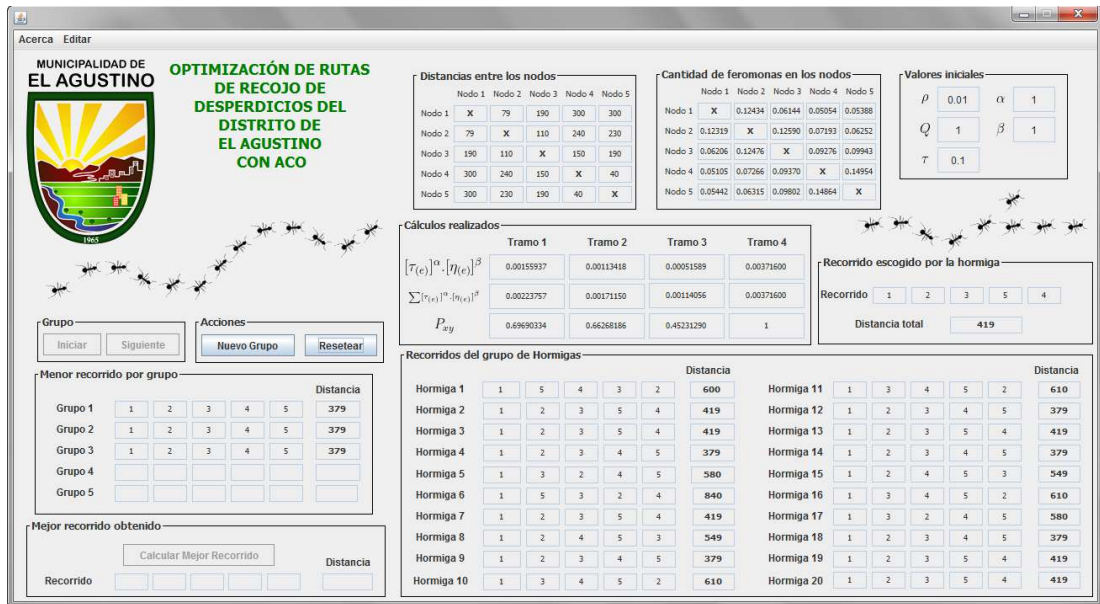 Acerca Editar
MUNICIPALIDAD DE
EL AGUSTINO
1965
OPTIMIZACIÓN DE RUTAS
DE RECOJO DE
DESPERDICIOS DEL
DISTRITO DE
EL AGUSTINO
CON ACO
Distancias entre los nodos
Nodo 1 Nodo 2 Nodo 3 Nodo 4 Nodo 5
Nodo 1 X 79 190 300 300
Nodo 2 79 X 110 240 230
Nodo 3 190 110 X 150 190
Nodo 4 300 240 150 X 40
Nodo 5 300 230 190 40 X
Cantidad de feromonas en los nodos
Nodo 1 Nodo 2 Nodo 3 Nodo 4 Nodo 5
Nodo 1 X 0.12434 0.06144 0.05054 0.05388
Nodo 2 0.12319 X 0.12590 0.07193 0.06252
Nodo 3 0.06206 0.12476 X 0.09276 0.09943
Nodo 4 0.05105 0.07266 0.09370 X 0.14954
Nodo 5 0.05442 0.06315 0.09802 0.14864 X
Valores iniciales
ρ 0.01 α 1
Q 1 β 1
τ 0.1
Cálculos realizados
Tramo 1 Tramo 2 Tramo 3 Tramo 4
[τ(e)]^α.[η(e)]^β 0.00155937 0.00113418 0.00051589 0.00371600
∑[τ(e)]^α.[η(e)]^β 0.00223757 0.00171150 0.00114056 0.00371600
Pxy 0.69690334 0.66268186 0.45231290 1
Recorrido escogido por la hormiga
Recorrido 1 2 3 5 4
Distancia total 419
Grupo
Iniciar Siguiente
Acciones
Nuevo Grupo Resetear
Menor recorrido por grupo
Distancia
Grupo 1 1 2 3 4 5 379
Grupo 2 1 2 3 4 5 379
Grupo 3 1 2 3 4 5 379
Grupo 4
Grupo 5
Mejor recorrido obtenido
Calcular Mejor Recorrido Distancia
Recorrido
Recorridos del grupo de Hormigas
Distancia Distancia
Hormiga 1 1 5 4 3 2 600 Hormiga 11 1 3 4 5 2 610
Hormiga 2 1 2 3 5 4 419 Hormiga 12 1 2 3 4 5 379
Hormiga 3 1 2 3 5 4 419 Hormiga 13 1 2 3 5 4 419
Hormiga 4 1 2 3 4 5 379 Hormiga 14 1 2 3 4 5 379
Hormiga 5 1 3 2 4 5 580 Hormiga 15 1 2 4 5 3 549
Hormiga 6 1 5 3 2 4 840 Hormiga 16 1 3 4 5 2 610
Hormiga 7 1 2 3 5 4 419 Hormiga 17 1 3 2 4 5 580
Hormiga 8 1 2 4 5 3 549 Hormiga 18 1 2 3 4 5 379
Hormiga 9 1 2 3 4 5 379 Hormiga 19 1 2 3 5 4 419
Hormiga 10 1 3 4 5 2 610 Hormiga 20 1 2 3 5 4 419